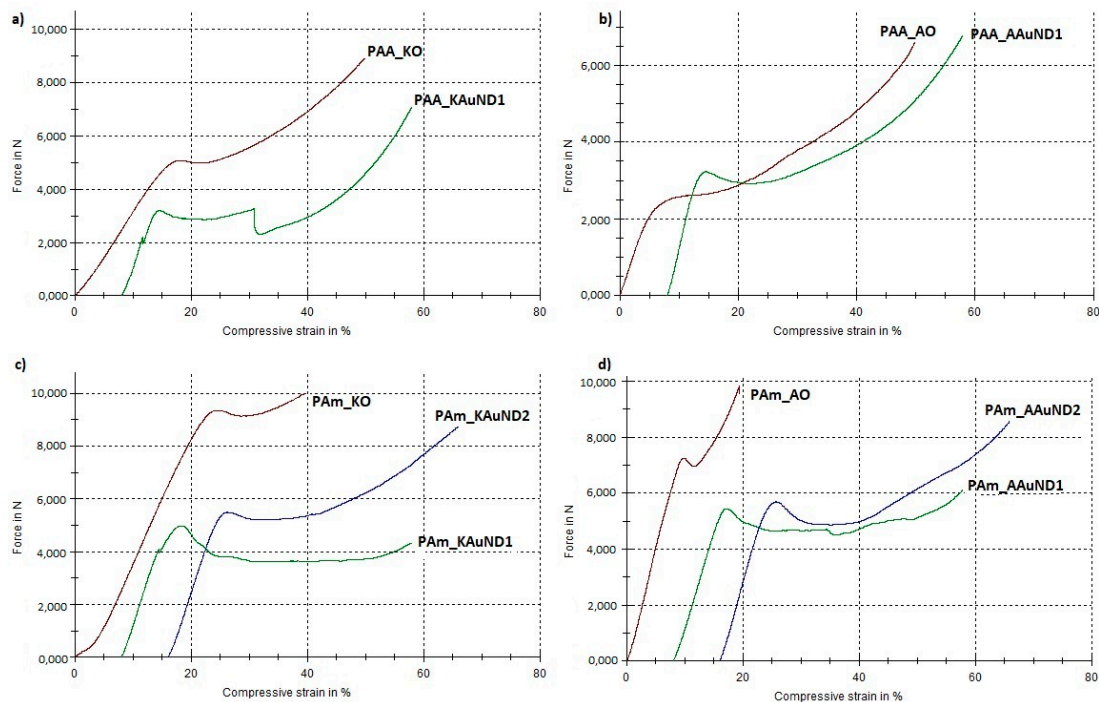 a)
10,000
8,000
6,000
4,000
2,000
0,000
Force in N
0
20
40
60
80
Compressive strain in %
PAA_KO
PAA_KAuND1
b)
6,000
4,000
2,000
0,000
Force in N
0
20
40
60
80
Compressive strain in %
PAA_AO
PAA_AAuND1
c)
10,000
8,000
6,000
4,000
2,000
0,000
Force in N
0
20
40
60
80
Compressive strain in %
PAm_KO
PAm_KAuND2
PAm_KAuND1
d)
10,000
8,000
6,000
4,000
2,000
0,000
Force in N
0
20
40
60
80
Compressive strain in %
PAm_AO
PAm_AAuND2
PAm_AAuND1